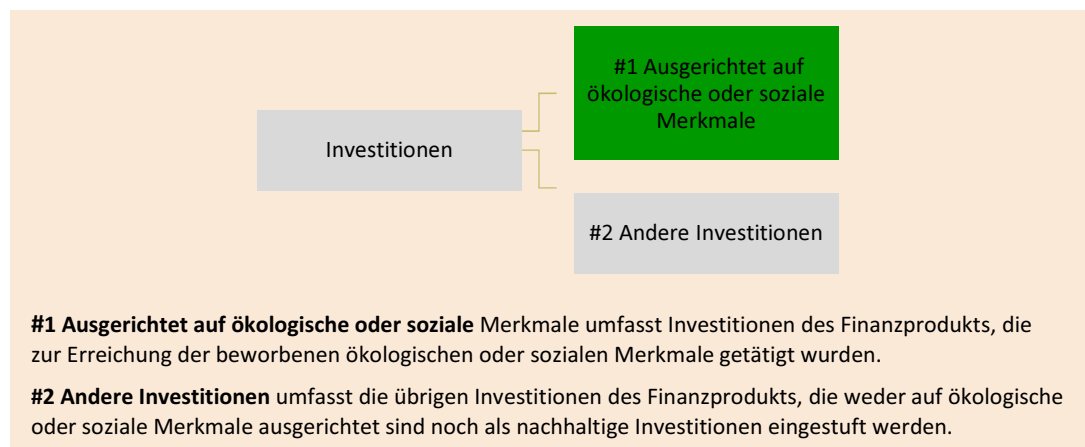 #1 Ausgerichtet auf
ökologische oder soziale
Merkmale
Investitionen
#2 Andere Investitionen
#1 Ausgerichtet auf ökologische oder soziale Merkmale umfasst Investitionen des Finanzprodukts, die
zur Erreichung der beworbenen ökologischen oder sozialen Merkmale getätigt wurden.
#2 Andere Investitionen umfasst die übrigen Investitionen des Finanzprodukts, die weder auf ökologische
oder soziale Merkmale ausgerichtet sind noch als nachhaltige Investitionen eingestuft werden.